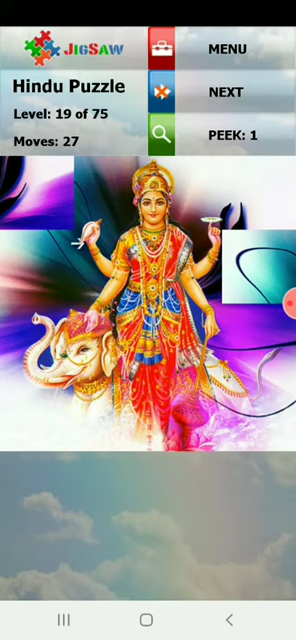 JIGSAW
MENU
Hindu Puzzle
NEXT
Level: 19 of 75
Moves: 27
PEEK: 1